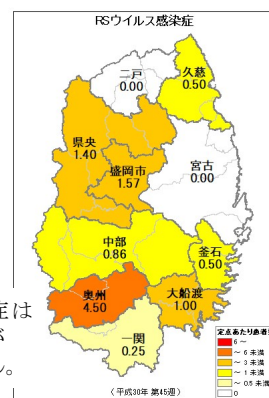 RSウイルス感染症
二戸
0.00
久慈
0.50
県央
1.40
盛岡市
1.57
宮古
0.00
中部
0.86
釜石
0.50
奥州
4.50
大船渡
1.00
一関
0.25
症は
が
ん。
定点あたり患者
6 ~
~ 6 未満
~ 3 未満
~ 1 未満
~ 0.5 未満
0
(平成30年 第45週)